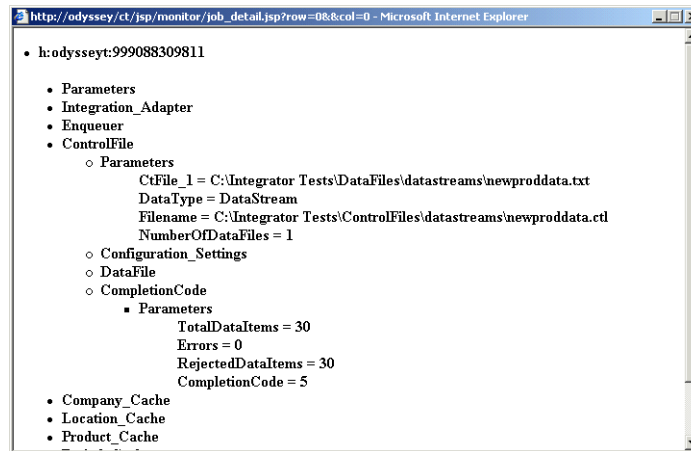 http://odyssey/ct/jsp/monitor/job_detail.jsp?row=0&&col=0 - Microsoft Internet Explorer
h:odysseyt:999088309811
Parameters
Integration_Adapter
Enqueuer
ControlFile
Parameters
CtFile_1 = C:\Integrator Tests\DataFiles\datastreams\newproddata.txt
DataType = DataStream
Filename = C:\Integrator Tests\ControlFiles\datastreams\newproddata.ctl
NumberOfDataFiles = 1
Configuration_Settings
DataFile
CompletionCode
Parameters
TotalDataItems = 30
Errors = 0
RejectedDataItems = 30
CompletionCode = 5
Company_Cache
Location_Cache
Product_Cache